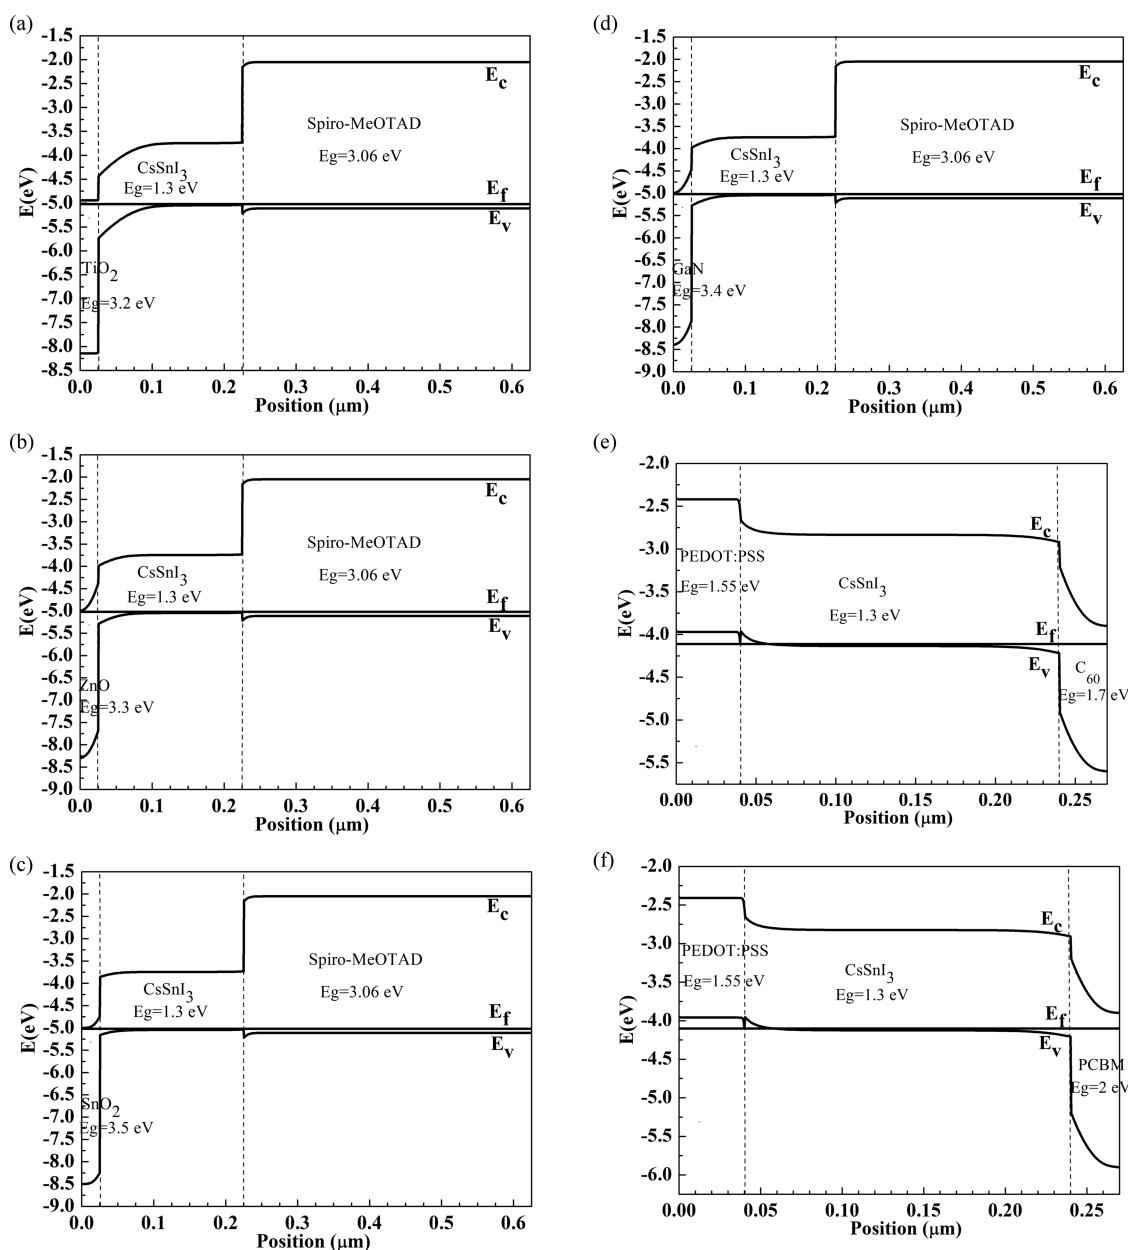 (a)
-1.5
-2.0
-2.5
-3.0
-3.5
-4.0
-4.5
-5.0
-5.5
-6.0
-6.5
-7.0
-7.5
-8.0
-8.5
E(eV)
Ec
Spiro-MeOTAD
Eg=3.06 eV
CsSnI3
Eg=1.3 eV
Ef
Ev
TiO2
Eg=3.2 eV
0.0 0.1 0.2 0.3 0.4 0.5 0.6
Position (μm)
(b)
-1.5
-2.0
-2.5
-3.0
-3.5
-4.0
-4.5
-5.0
-5.5
-6.0
-6.5
-7.0
-7.5
-8.0
-8.5
-9.0
E(eV)
Ec
Spiro-MeOTAD
Eg=3.06 eV
CsSnI3
Eg=1.3 eV
Ef
Ev
ZnO
Eg=3.3 eV
0.0 0.1 0.2 0.3 0.4 0.5 0.6
Position (μm)
(c)
-1.5
-2.0
-2.5
-3.0
-3.5
-4.0
-4.5
-5.0
-5.5
-6.0
-6.5
-7.0
-7.5
-8.0
-8.5
-9.0
E(eV)
Ec
Spiro-MeOTAD
Eg=3.06 eV
CsSnI3
Eg=1.3 eV
Ef
Ev
SnO2
Eg=3.5 eV
0.0 0.1 0.2 0.3 0.4 0.5 0.6
Position (μm)
(d)
-1.5
-2.0
-2.5
-3.0
-3.5
-4.0
-4.5
-5.0
-5.5
-6.0
-6.5
-7.0
-7.5
-8.0
-8.5
-9.0
E(eV)
Ec
Spiro-MeOTAD
Eg=3.06 eV
CsSnI3
Eg=1.3 eV
Ef
Ev
GaN
Eg=3.4 eV
0.0 0.1 0.2 0.3 0.4 0.5 0.6
Position (μm)
(e)
-2.0
-2.5
-3.0
-3.5
-4.0
-4.5
-5.0
-5.5
E(eV)
Ec
PEDOT:PSS
Eg=1.55 eV
CsSnI3
Eg=1.3 eV
Ef
Ev
C60
Eg=1.7 eV
0.00 0.05 0.10 0.15 0.20 0.25
Position (μm)
(f)
-2.0
-2.5
-3.0
-3.5
-4.0
-4.5
-5.0
-5.5
-6.0
E(eV)
Ec
PEDOT:PSS
Eg=1.55 eV
CsSnI3
Eg=1.3 eV
Ef
Ev
PCBM
Eg=2 eV
0.00 0.05 0.10 0.15 0.20 0.25
Position (μm)